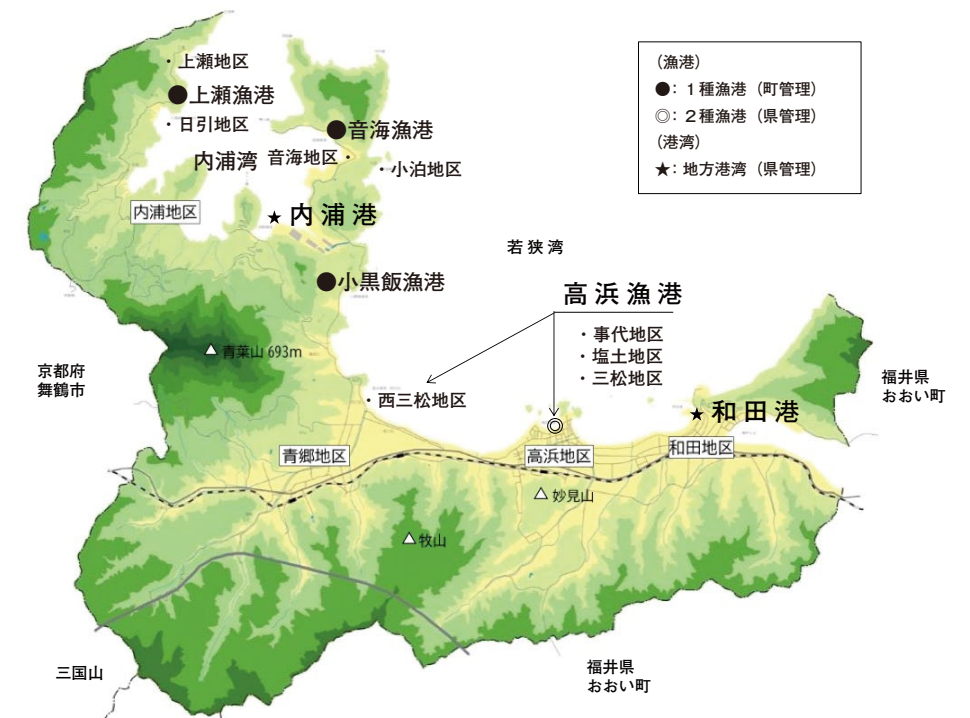 ・上瀬地区
●上瀬漁港
・日引地区
内浦湾
●音海漁港
音海地区・
・小泊地区
内浦地区
★内浦港
●小黒飯漁港
(漁港)
●：１種漁港（町管理）
◎：２種漁港（県管理）
(港湾)
★：地方港湾（県管理）
若狭湾
高浜漁港
・事代地区
・塩土地区
・三松地区
△青葉山 693m
京都府
舞鶴市
・西三松地区
◎
★和田港
福井県
おおい町
青郷地区
高浜地区
和田地区
△妙見山
△牧山
三国山
福井県
おおい町